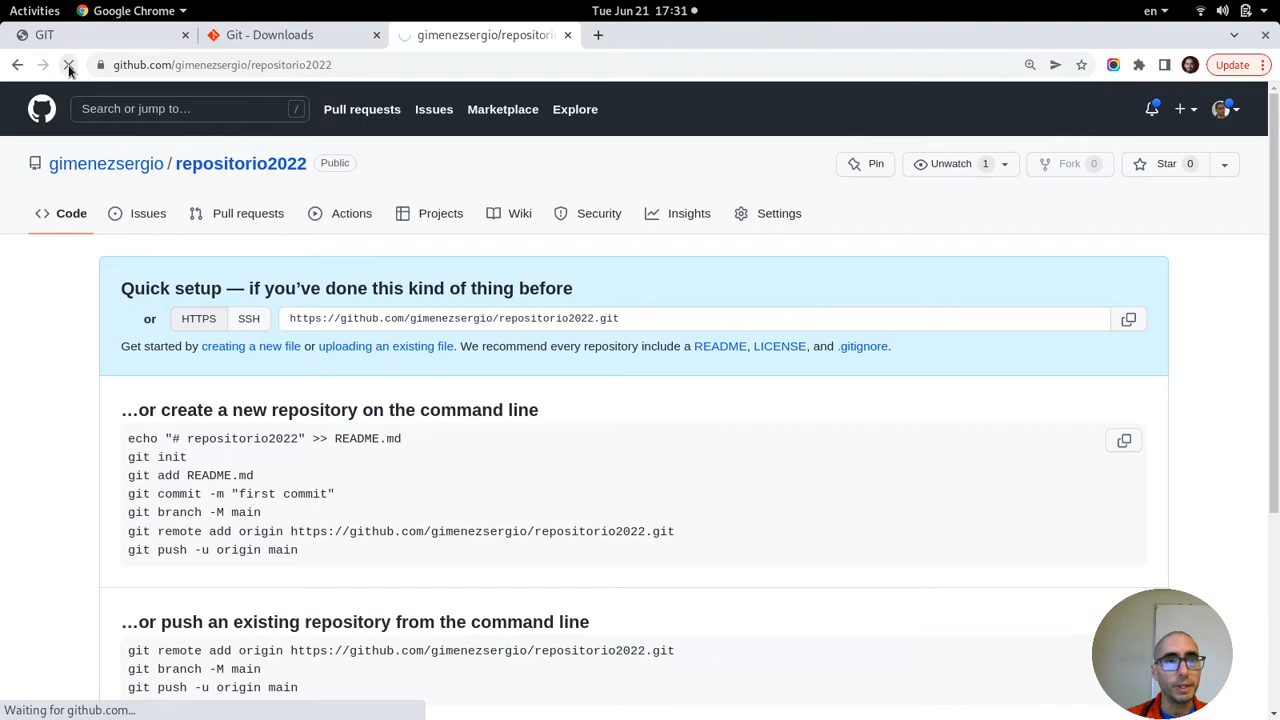 Activities Google Chrome Tue Jun 21 17:31 en
GIT Git - Downloads gimenezsergio/repositori
github.com/gimenezsergio/repositorio2022 Update
Search or jump to… / Pull requests Issues Marketplace Explore
gimenezsergio / repositorio2022 Public Pin Unwatch 1 Fork 0 Star 0
Code Issues Pull requests Actions Projects Wiki Security Insights Settings
Quick setup — if you’ve done this kind of thing before
or HTTPS SSH https://github.com/gimenezsergio/repositorio2022.git
Get started by creating a new file or uploading an existing file. We recommend every repository include a README, LICENSE, and .gitignore.
…or create a new repository on the command line
echo "# repositorio2022" >> README.md
git init
git add README.md
git commit -m "first commit"
git branch -M main
git remote add origin https://github.com/gimenezsergio/repositorio2022.git
git push -u origin main
…or push an existing repository from the command line
git remote add origin https://github.com/gimenezsergio/repositorio2022.git
git branch -M main
git push -u origin main
Waiting for github.com...